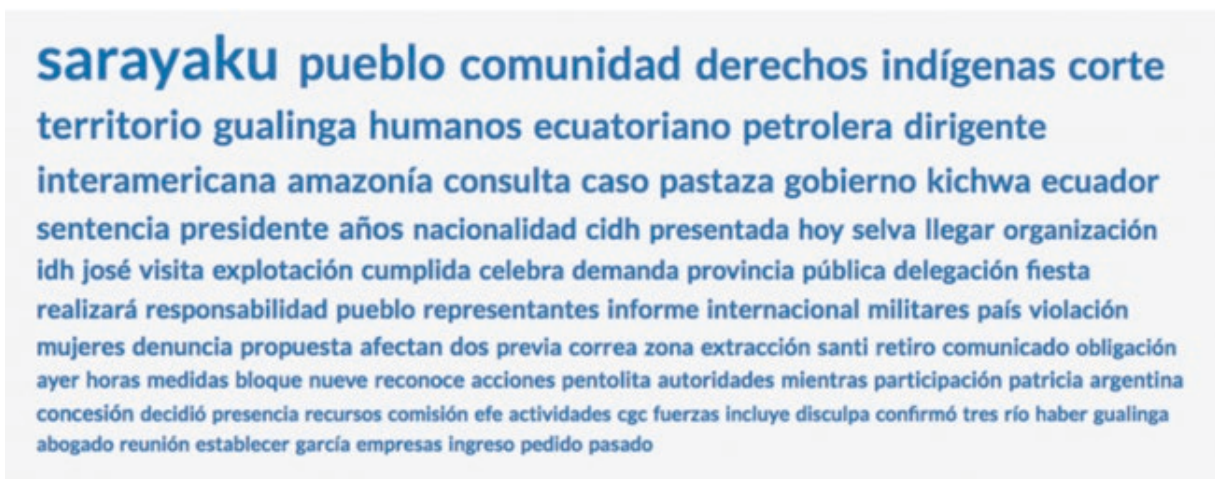 sarayaku pueblo comunidad derechos indígenas corte
territorio gualinga humanos ecuatoriano petrolera dirigente
interamericana amazonía consulta caso pastaza gobierno kichwa ecuador
sentencia presidente años nacionalidad cidh presentada hoy selva llegar organización
idh josé visita explotación cumplida celebra demanda provincia pública delegación fiesta
realizará responsabilidad pueblo representantes informe internacional militares país violación
mujeres denuncia propuesta afectan dos previa correa zona extracción santi retiro comunicado obligación
ayer horas medidas bloque nueve reconoce acciones pentolita autoridades mientras participación patricia argentina
concesión decidió presencia recursos comisión efe actividades cgc fuerzas incluye disculpa confirmó tres río haber gualinga
abogado reunión establecer garcía empresas ingreso pedido pasado